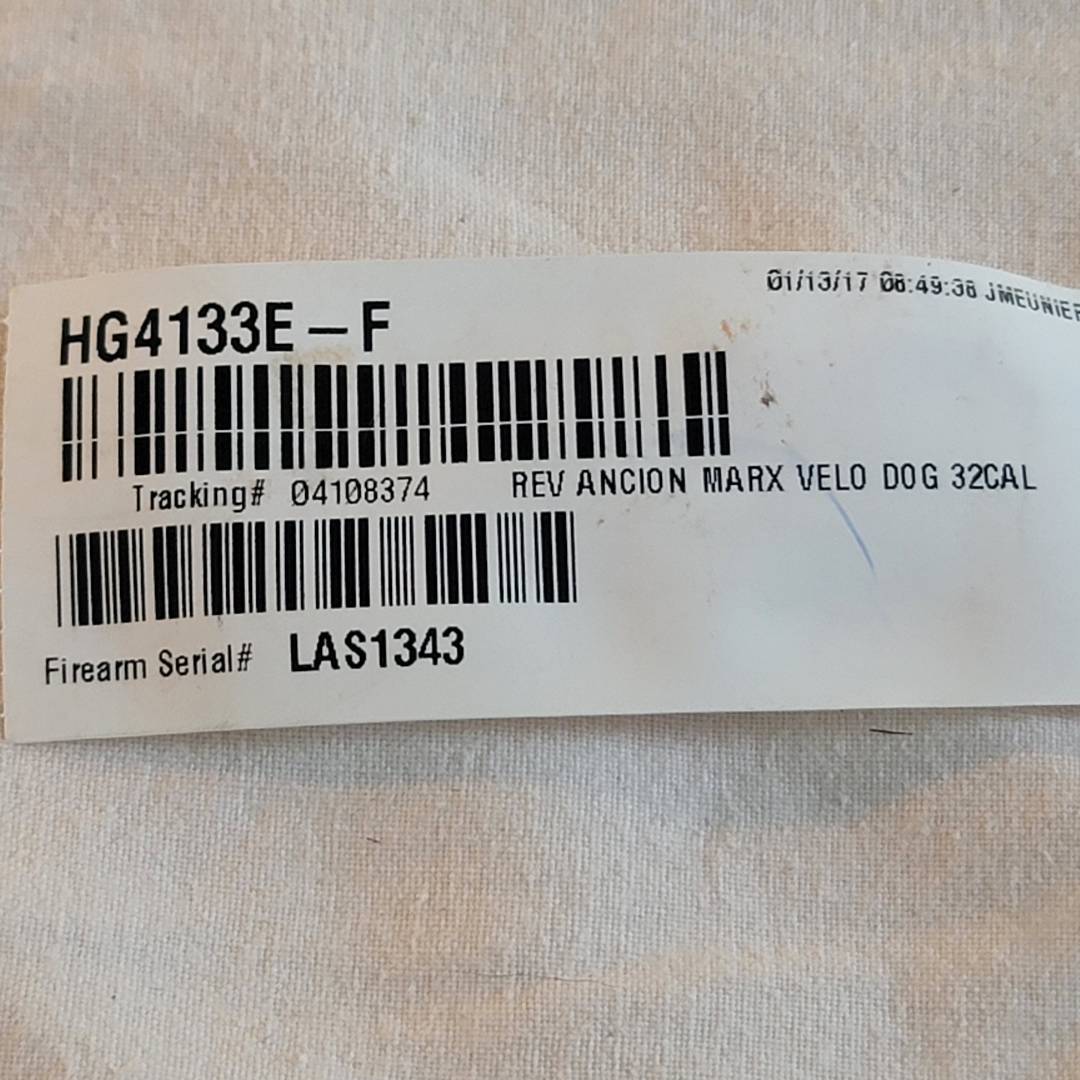 01/13/17 08:49:38 JMEUNIER
HG4133E-F
Tracking# 04108374 REV ANCION MARX VELO DOG 32CAL
Firearm Serial# LAS1343